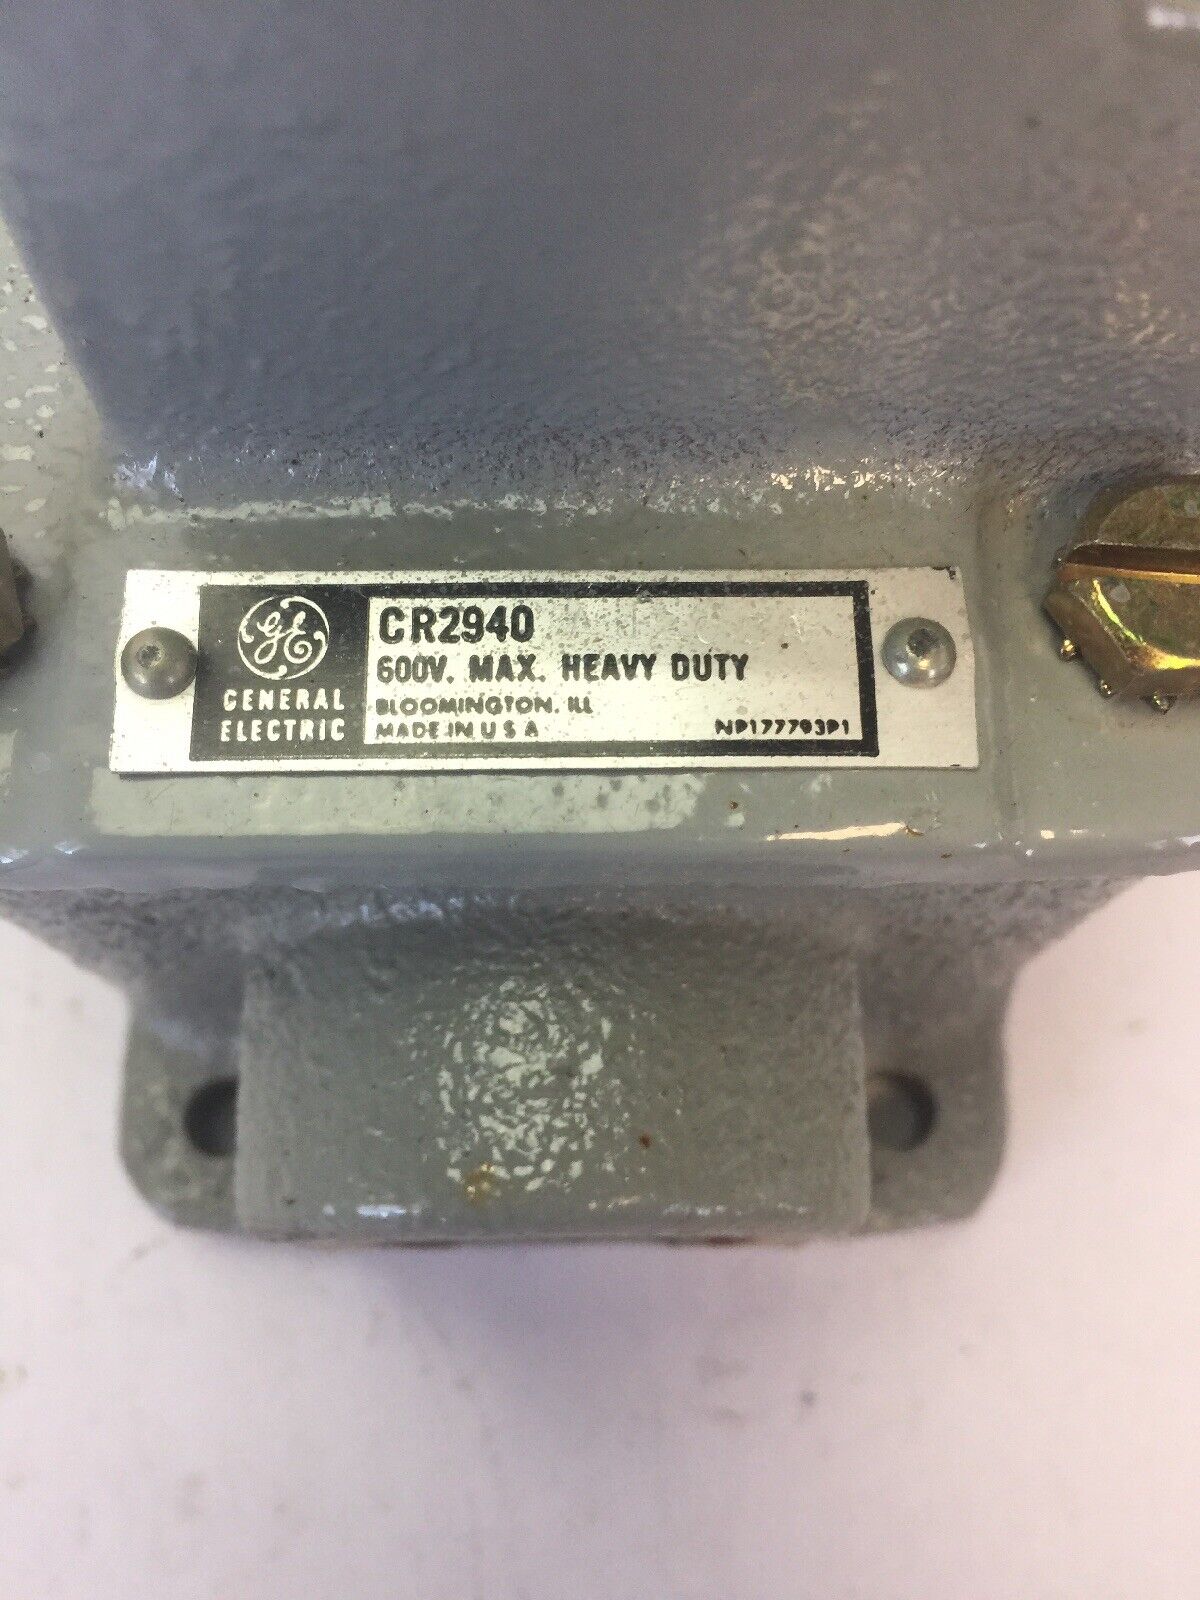 CR2940
600V. MAX. HEAVY DUTY
GE
GENERAL
ELECTRIC
BLOOMINGTON, ILL
MADE IN U S A
NP177793P1